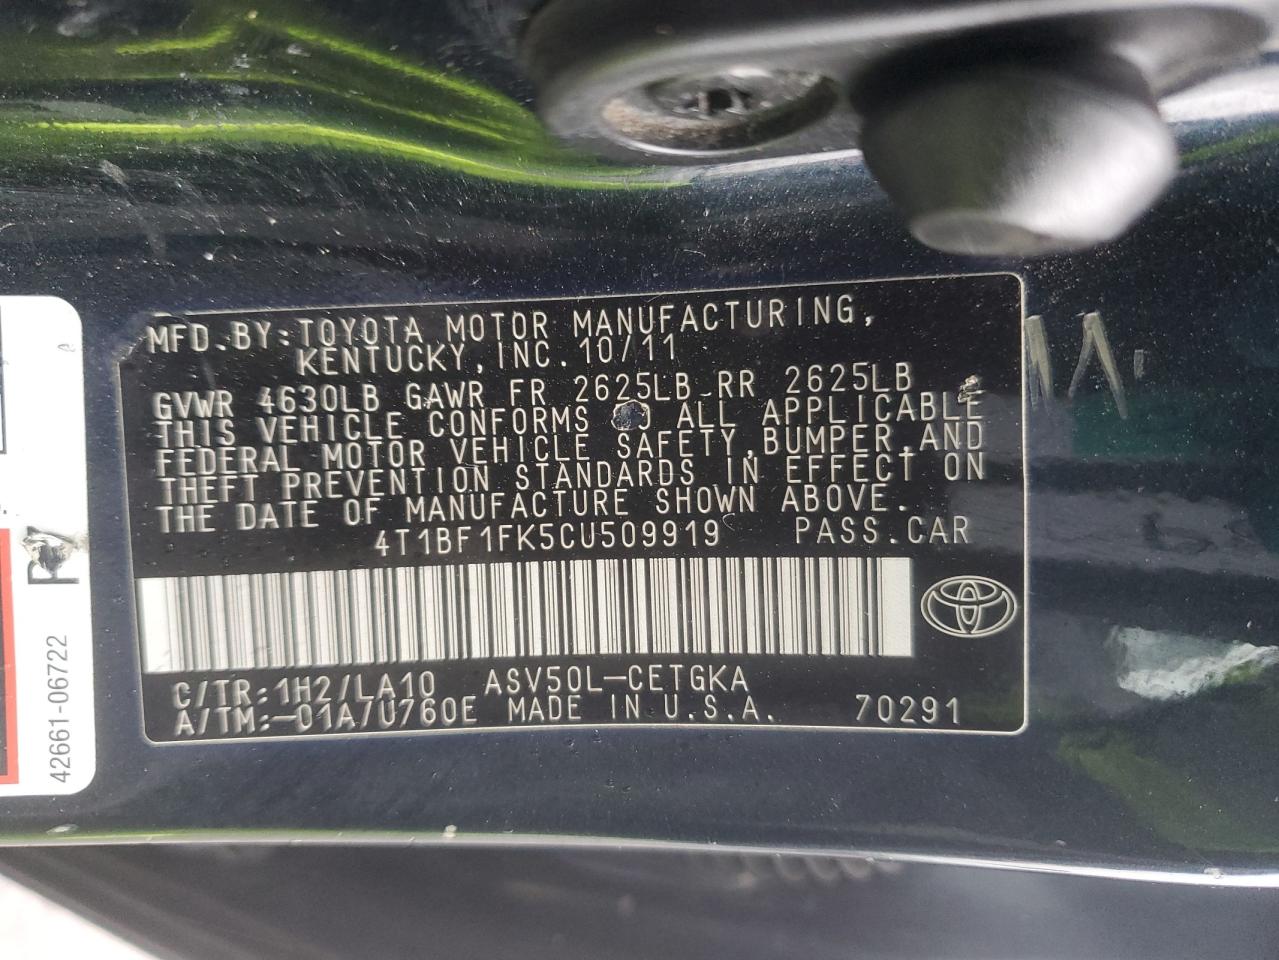 MFD.BY:TOYOTA MOTOR MANUFACTURING,
KENTUCKY,INC.10/11
GVWR 4630LB GAWR FR 2625LB RR 2625LB
THIS VEHICLE CONFORMS TO ALL APPLICABLE
FEDERAL MOTOR VEHICLE SAFETY,BUMPER,AND
THEFT PREVENTION STANDARDS IN EFFECT ON
THE DATE OF MANUFACTURE SHOWN ABOVE.
4T1BF1FK5CU509919 PASS.CAR
C/TR:1H2/LA10 ASV50L-CETGKA
A/TM:-01A/U760E MADE IN U.S.A. 70291
42661-06722